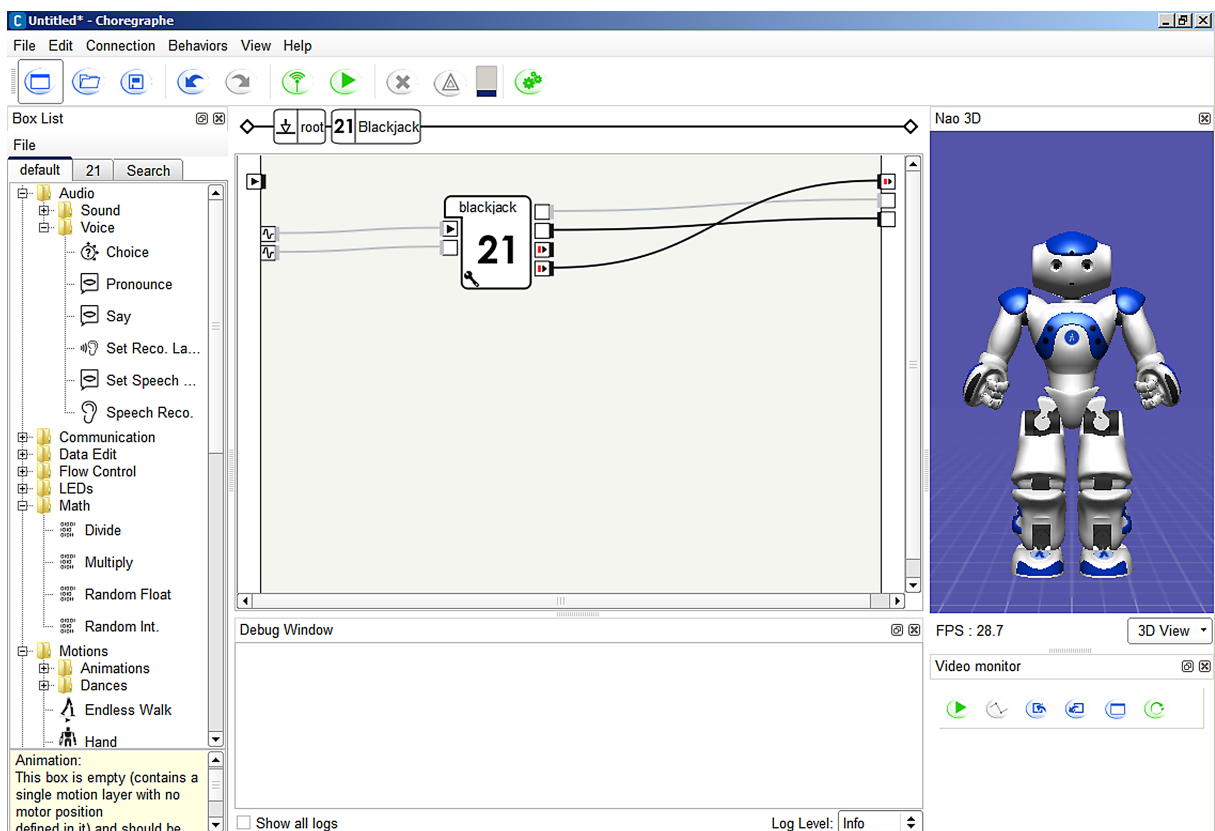 C Untitled* - Choregraphe
File Edit Connection Behaviors View Help
Box List
File
default 21 Search
Audio
Sound
Voice
Choice
Pronounce
Say
Set Reco. La...
Set Speech ...
Speech Reco.
Communication
Data Edit
Flow Control
LEDs
Math
Divide
Multiply
Random Float
Random Int.
Motions
Animations
Dances
Endless Walk
Hand
Animation:
This box is empty (contains a
single motion layer with no
motor position
defined in it) and should be
root 21 Blackjack
blackjack
21
Debug Window
Show all logs
Log Level: Info
Nao 3D
FPS : 28.7
3D View
Video monitor